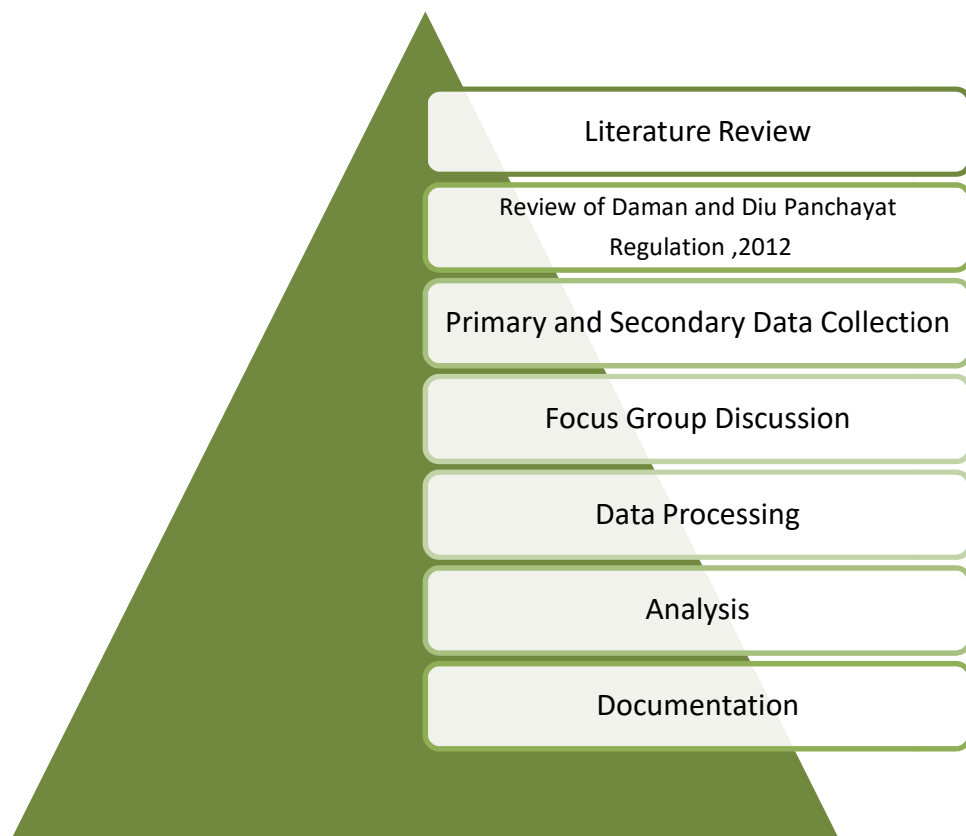 Literature Review
Review of Daman and Diu Panchayat
Regulation ,2012
Primary and Secondary Data Collection
Focus Group Discussion
Data Processing
Analysis
Documentation